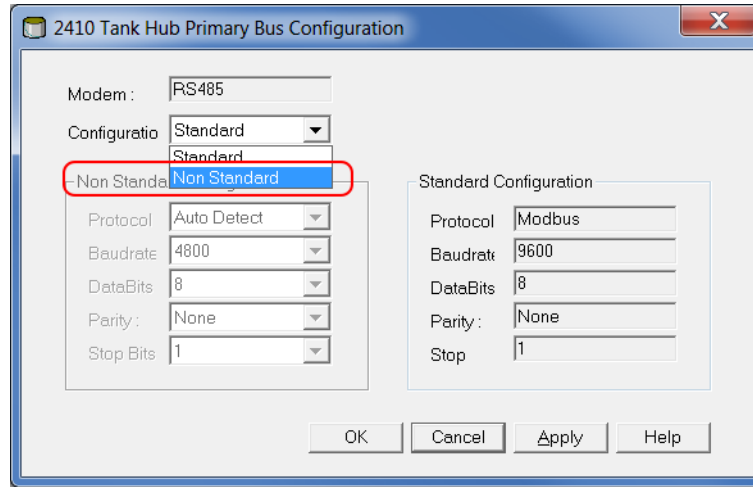 2410 Tank Hub Primary Bus Configuration
Modem : RS485
Configuratio Standard
Standard
Non Standard
Non Standa
Protocol Auto Detect
Baudrate 4800
DataBits 8
Parity : None
Stop Bits 1
Standard Configuration
Protocol Modbus
Baudrate 9600
DataBits 8
Parity : None
Stop 1
OK Cancel Apply Help